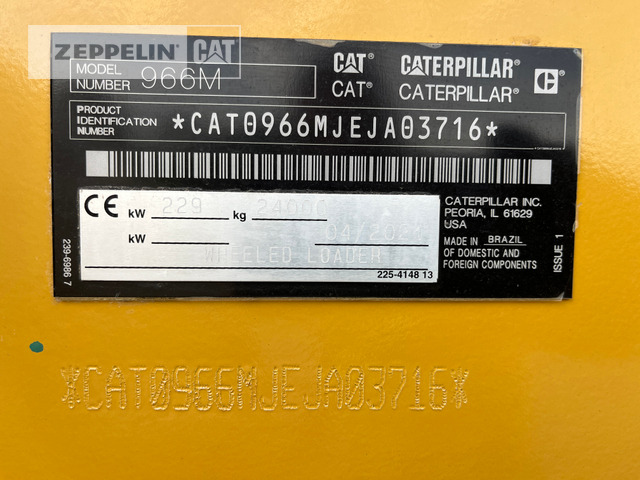 ZEPPELIN CAT
MODEL NUMBER 966M
CAT CATERPILLAR C
CAT® CATERPILLAR®
PRODUCT IDENTIFICATION NUMBER *CAT0966MJEJA03716*
CE kW 229 kg 24000
kW 04/2021
WHEELED LOADER
225-4148 13
239-6986 7
CATERPILLAR INC.
PEORIA, IL 61629
USA
MADE IN BRAZIL
OF DOMESTIC AND
FOREIGN COMPONENTS
ISSUE 1
*CAT0966MJEJA03716*